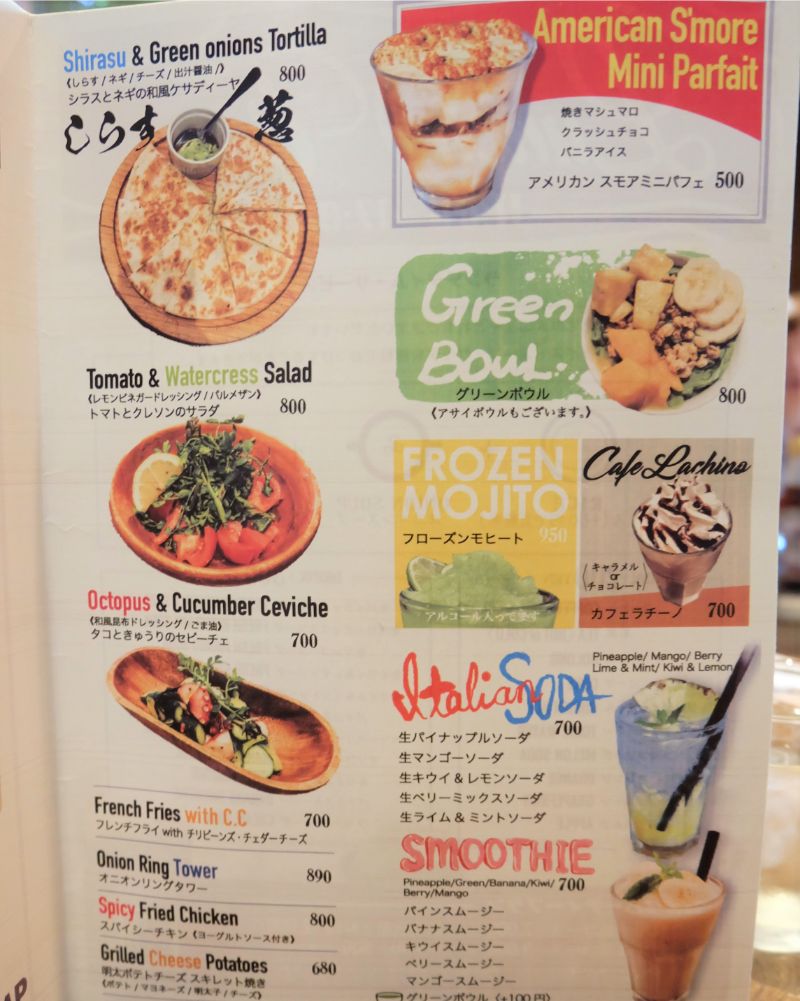 Shirasu & Green onions Tortilla
《しらす / ネギ / チーズ / 出汁醤油 /》
シラスとネギの和風ケサディーヤ
800
しらす
葱
Tomato & Watercress Salad
《レモンビネガードレッシング / パルメザン》
トマトとクレソンのサラダ
800
Octopus & Cucumber Ceviche
《和風昆布ドレッシング / ごま油》
タコときゅうりのセビーチェ
700
French Fries with C.C
700
フレンチフライ with チリビーンズ・チェダーチーズ
Onion Ring Tower
890
オニオンリングタワー
Spicy Fried Chicken
800
スパイシーチキン《ヨーグルトソース付き》
Grilled Cheese Potatoes
680
明太ポテトチーズ スキレット焼き
《ポテト / マヨネーズ / 明太子 / チーズ》
American S'more
Mini Parfait
焼きマシュマロ
クラッシュチョコ
バニラアイス
アメリカン スモアミニパフェ 500
Green
BOWL
グリーンボウル
800
《アサイボウルもございます。》
FROZEN
MOJITO
フローズンモヒート 950
アルコール入ってます
Cafe Lachino
キャラメル
or
チョコレート
カフェラチーノ 700
Pineapple/ Mango/ Berry
Lime & Mint/ Kiwi & Lemon
Italian SODA
700
生パイナップルソーダ
生マンゴーソーダ
生キウイ & レモンソーダ
生ベリーミックスソーダ
生ライム & ミントソーダ
SMOOTHIE
Pineapple/Green/Banana/Kiwi/
Berry/Mango
700
パインスムージー
バナナスムージー
キウイスムージー
ベリースムージー
マンゴースムージー
グリーンボウル (+100円)